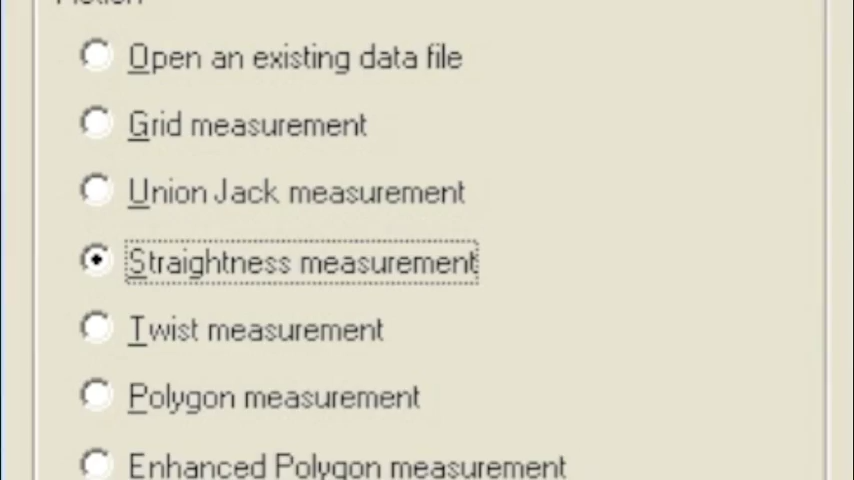 Action
Open an existing data file
Grid measurement
Union Jack measurement
Straightness measurement
Twist measurement
Polygon measurement
Enhanced Polygon measurement